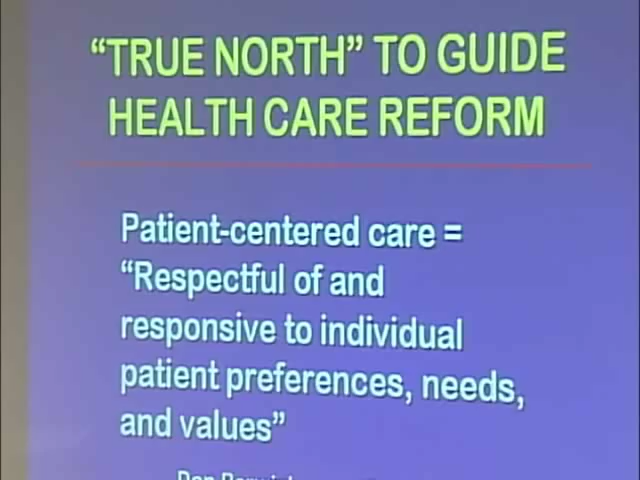 “TRUE NORTH” TO GUIDE
HEALTH CARE REFORM
Patient-centered care =
“Respectful of and
responsive to individual
patient preferences, needs,
and values”